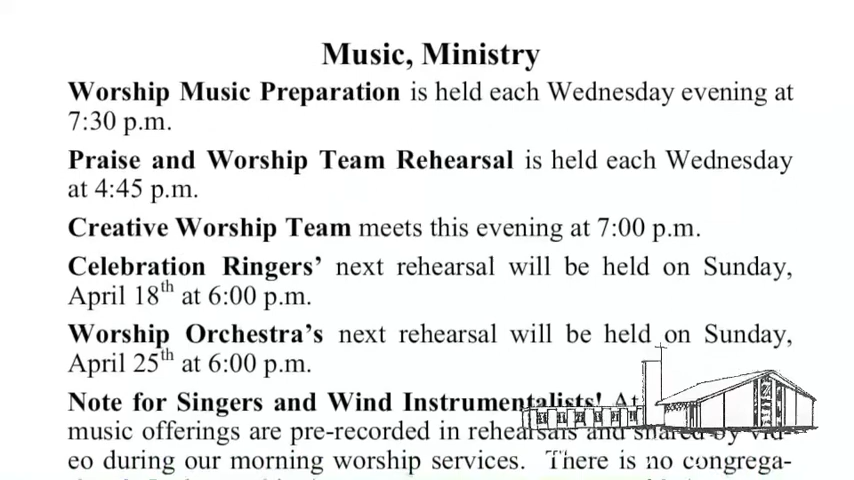 Music, Ministry
Worship Music Preparation is held each Wednesday evening at
7:30 p.m.
Praise and Worship Team Rehearsal is held each Wednesday
at 4:45 p.m.
Creative Worship Team meets this evening at 7:00 p.m.
Celebration Ringers’ next rehearsal will be held on Sunday,
April 18th at 6:00 p.m.
Worship Orchestra’s next rehearsal will be held on Sunday,
April 25th at 6:00 p.m.
Note for Singers and Wind Instrumentalists! At
music offerings are pre-recorded in rehearsals and shared by vid-
eo during our morning worship services. There is no congrega-